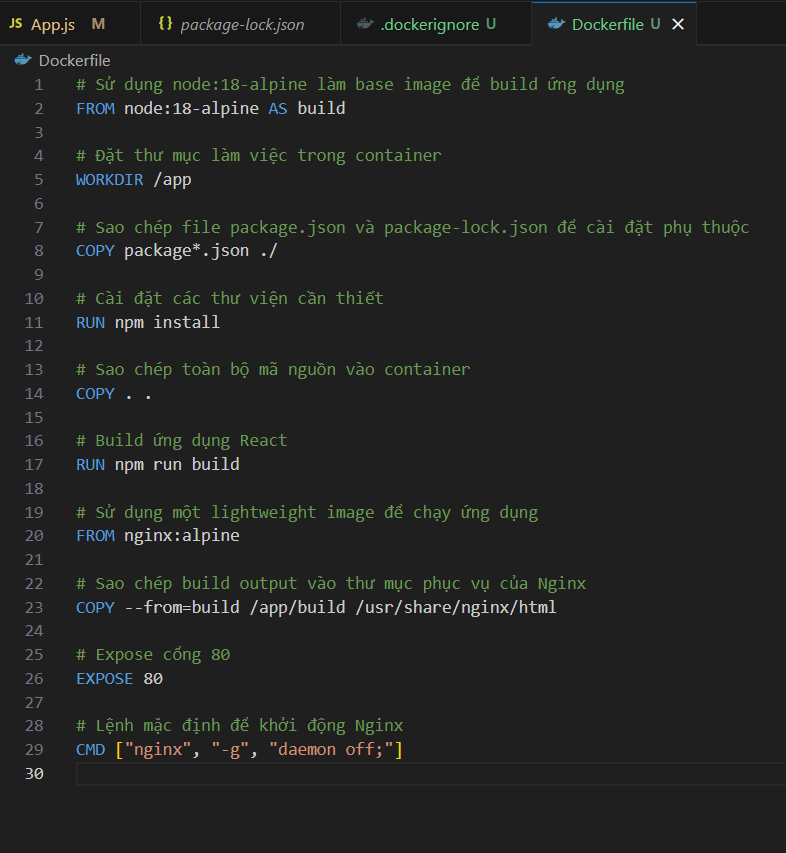 JS App.js M {} package-lock.json .dockerignore U Dockerfile U ×
Dockerfile
1 # Sử dụng node:18-alpine làm base image để build ứng dụng
2 FROM node:18-alpine AS build
3
4 # Đặt thư mục làm việc trong container
5 WORKDIR /app
6
7 # Sao chép file package.json và package-lock.json để cài đặt phụ thuộc
8 COPY package*.json ./
9
10 # Cài đặt các thư viện cần thiết
11 RUN npm install
12
13 # Sao chép toàn bộ mã nguồn vào container
14 COPY . .
15
16 # Build ứng dụng React
17 RUN npm run build
18
19 # Sử dụng một lightweight image để chạy ứng dụng
20 FROM nginx:alpine
21
22 # Sao chép build output vào thư mục phục vụ của Nginx
23 COPY --from=build /app/build /usr/share/nginx/html
24
25 # Expose cổng 80
26 EXPOSE 80
27
28 # Lệnh mặc định để khởi động Nginx
29 CMD ["nginx", "-g", "daemon off;"]
30